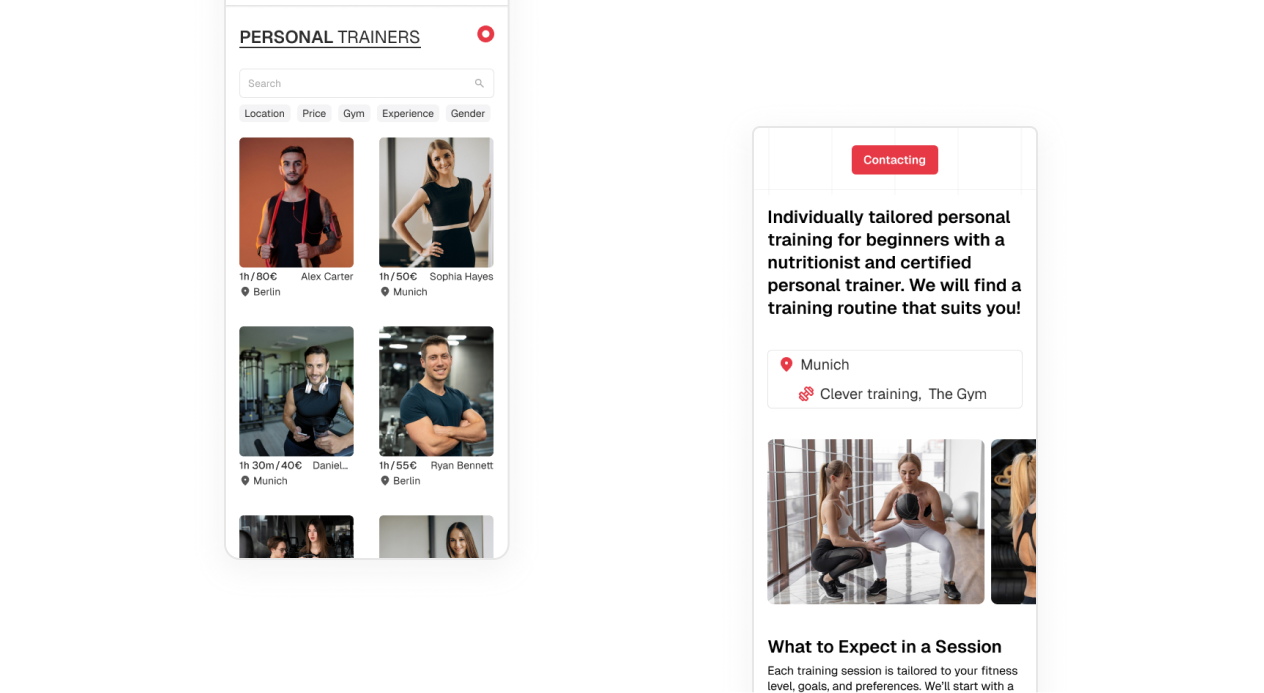 PERSONAL TRAINERS
Search
Location Price Gym Experience Gender
1h / 80€ Alex Carter
Berlin
1h / 50€ Sophia Hayes
Munich
1h 30m / 40€ Daniel...
Munich
1h / 55€ Ryan Bennett
Berlin
Contacting
Individually tailored personal
training for beginners with a
nutritionist and certified
personal trainer. We will find a
training routine that suits you!
Munich
Clever training, The Gym
What to Expect in a Session
Each training session is tailored to your fitness
level, goals, and preferences. We'll start with a